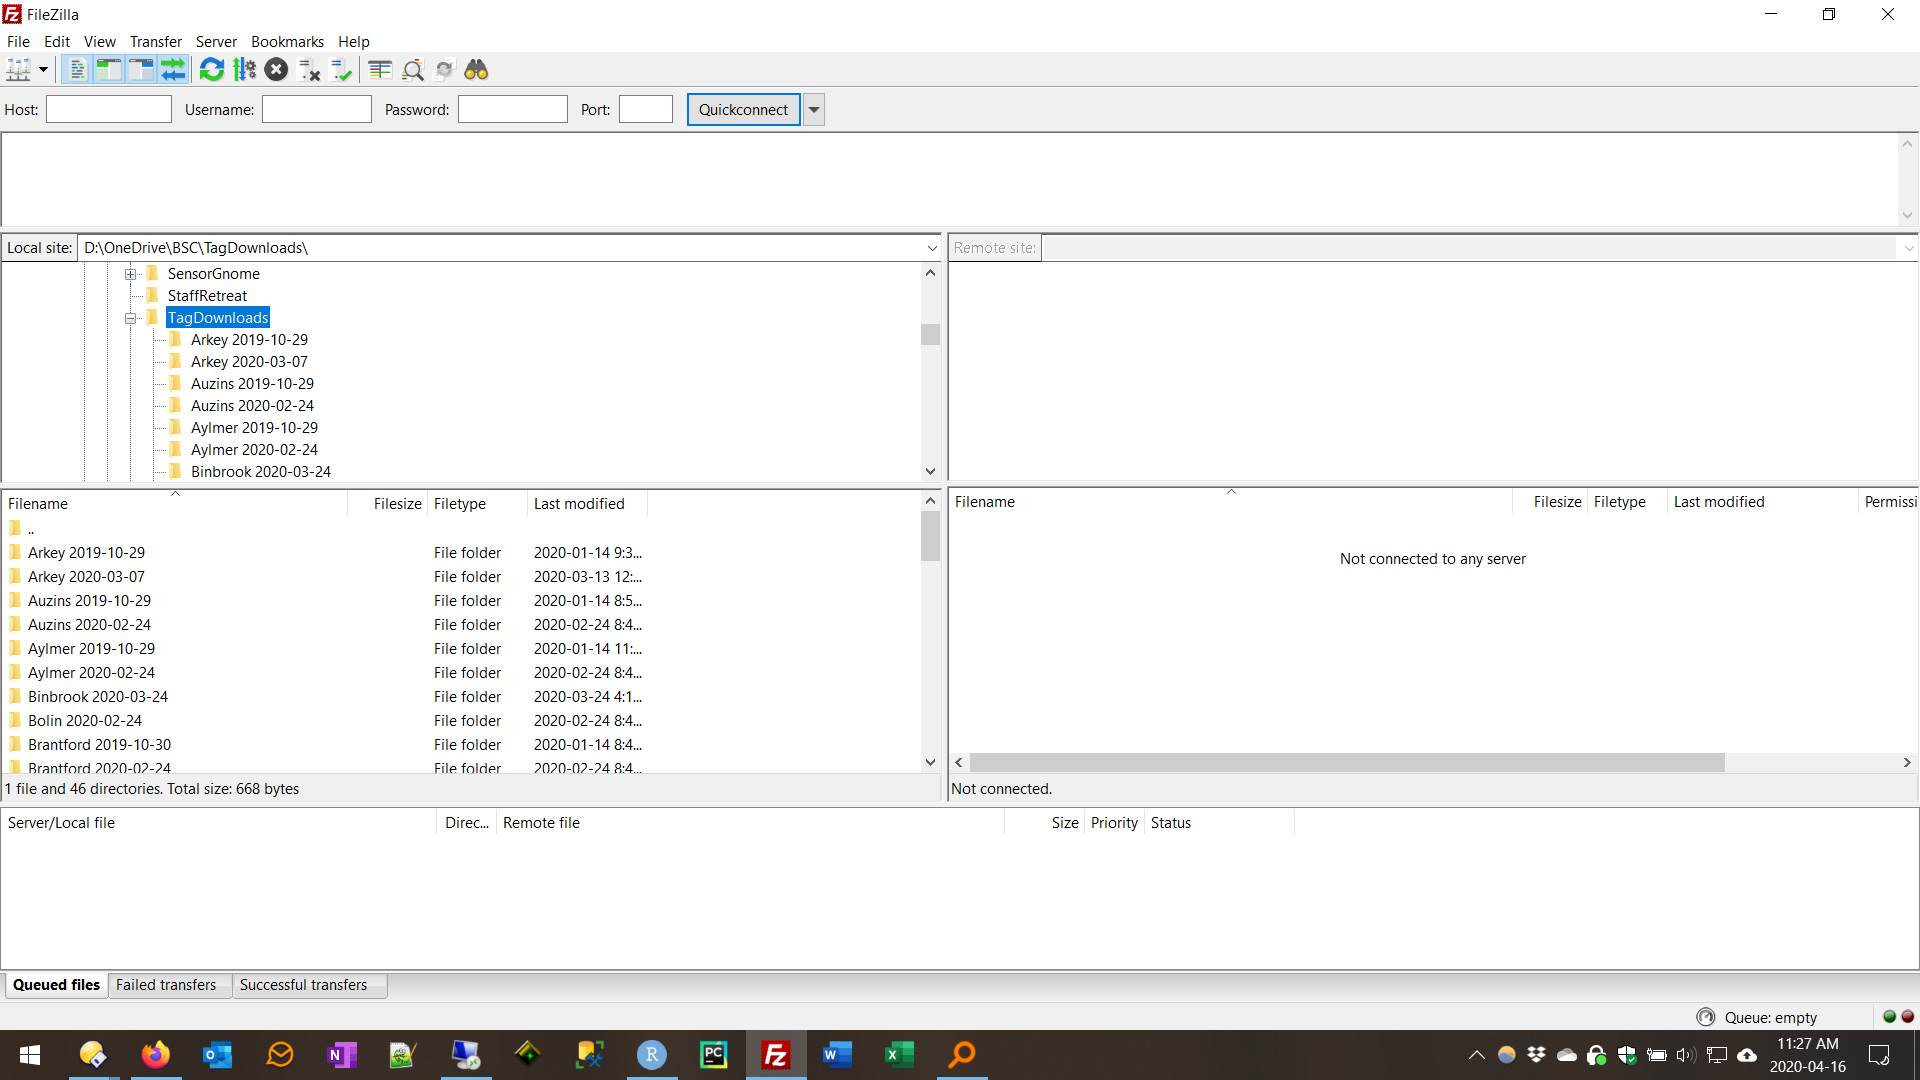 FileZilla
File Edit View Transfer Server Bookmarks Help
Host: Username: Password: Port: Quickconnect
Local site: D:\OneDrive\BSC\TagDownloads\
SensorGnome
StaffRetreat
TagDownloads
Arkey 2019-10-29
Arkey 2020-03-07
Auzins 2019-10-29
Auzins 2020-02-24
Aylmer 2019-10-29
Aylmer 2020-02-24
Binbrook 2020-03-24
Remote site:
Filename Filesize Filetype Last modified
..
Arkey 2019-10-29 File folder 2020-01-14 9:3...
Arkey 2020-03-07 File folder 2020-03-13 12:...
Auzins 2019-10-29 File folder 2020-01-14 8:5...
Auzins 2020-02-24 File folder 2020-02-24 8:4...
Aylmer 2019-10-29 File folder 2020-01-14 11:...
Aylmer 2020-02-24 File folder 2020-02-24 8:4...
Binbrook 2020-03-24 File folder 2020-03-24 4:1...
Bolin 2020-02-24 File folder 2020-02-24 8:4...
Brantford 2019-10-30 File folder 2020-01-14 8:4...
Brantford 2020-02-24 File folder 2020-02-24 8:4...
1 file and 46 directories. Total size: 668 bytes
Filename Filesize Filetype Last modified Permissi
Not connected to any server
Not connected.
Server/Local file Direc... Remote file Size Priority Status
Queued files Failed transfers Successful transfers
Queue: empty
11:27 AM
2020-04-16